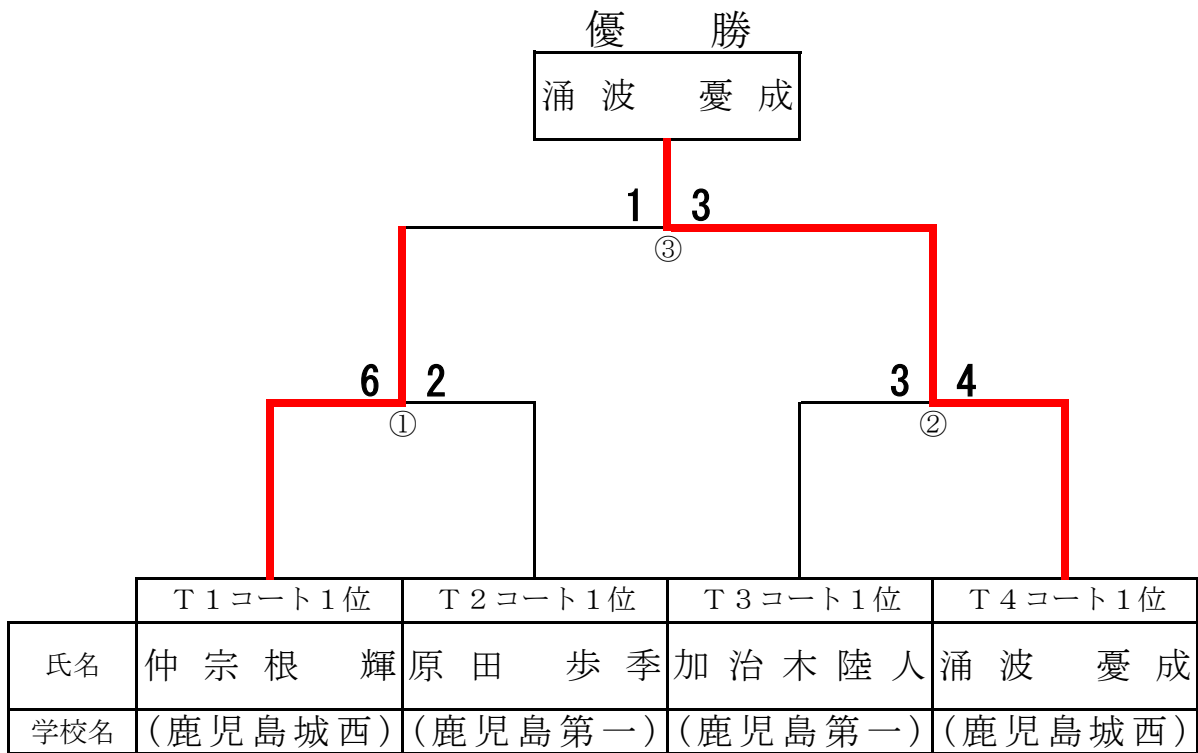 優 勝
涌波 憂成
1 3
③
6 2 3 4
① ②
T1コート1位 T2コート1位 T3コート1位 T4コート1位
氏名 仲宗根 輝 原田 歩季 加治木陸人 涌波 憂成
学校名 (鹿児島城西) (鹿児島第一) (鹿児島第一) (鹿児島城西)